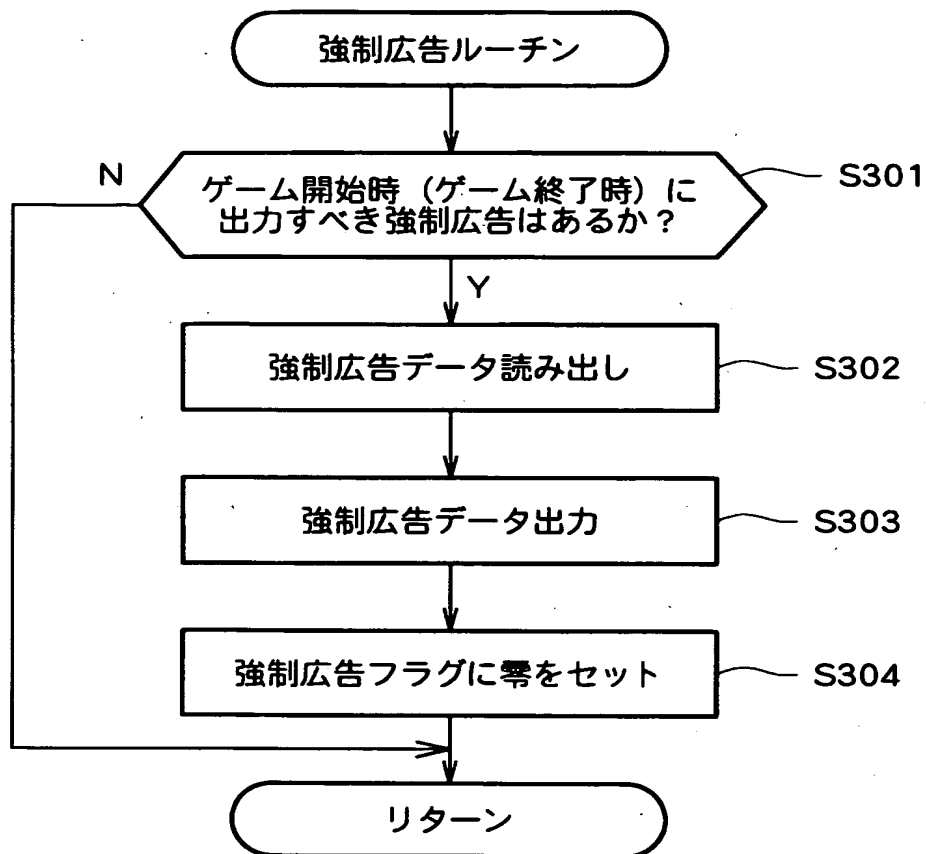 強制広告ルーチン
N
ゲーム開始時（ゲーム終了時）に
出力すべき強制広告はあるか？
S301
Y
強制広告データ読み出し
S302
強制広告データ出力
S303
強制広告フラグに零をセット
S304
リターン